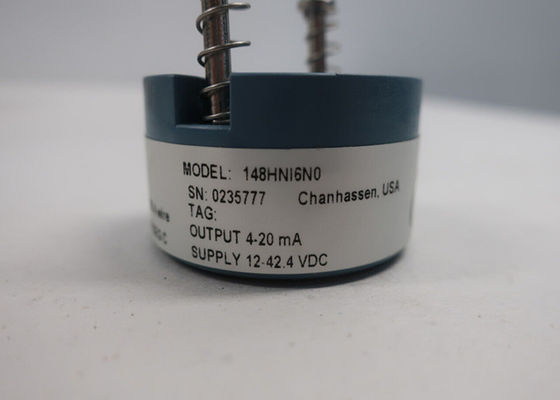 MODEL: 148HNI6N0
SN: 0235777 Chanhassen, USA
TAG:
OUTPUT 4-20 mA
SUPPLY 12-42.4 VDC